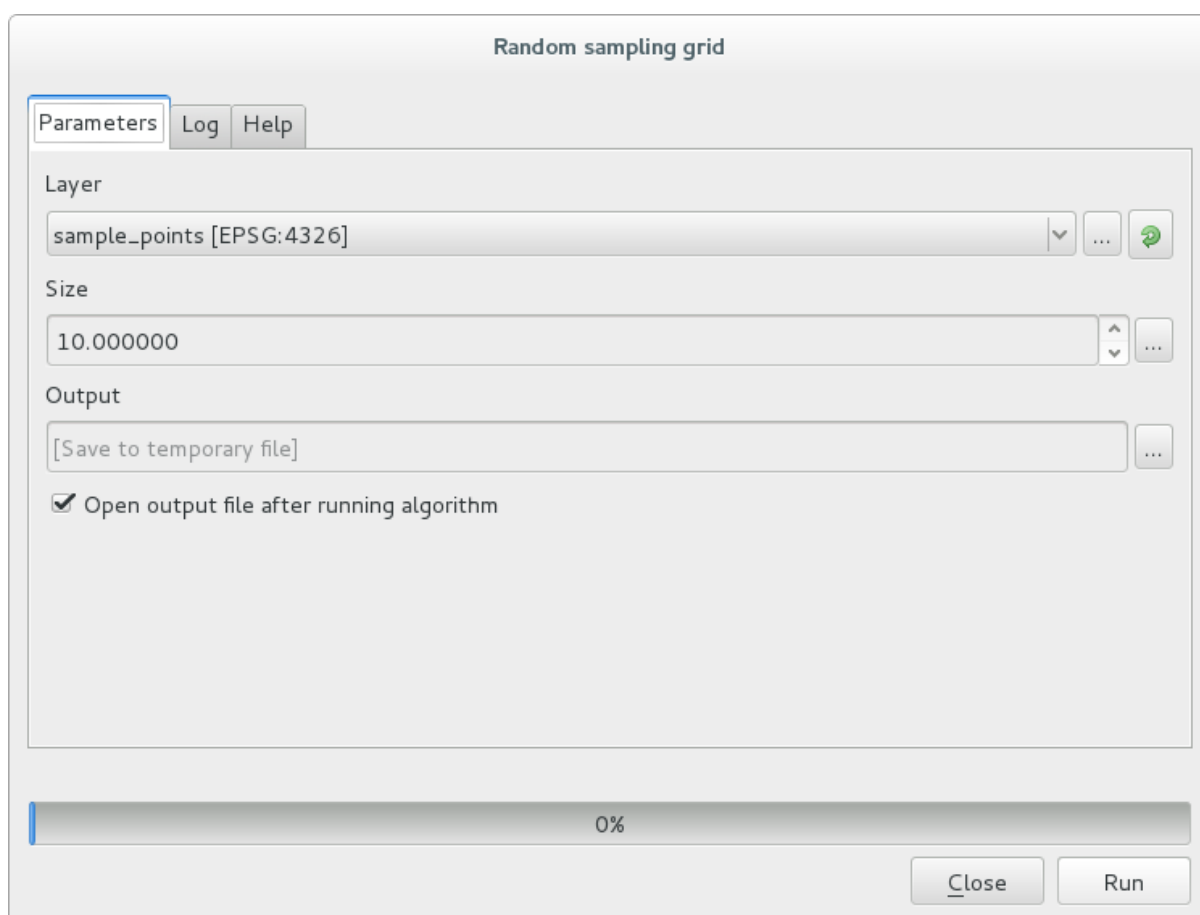 Random sampling grid
Parameters Log Help
Layer
sample_points [EPSG:4326]
...
Size
10.000000
...
Output
[Save to temporary file]
...
Open output file after running algorithm
0%
Close Run